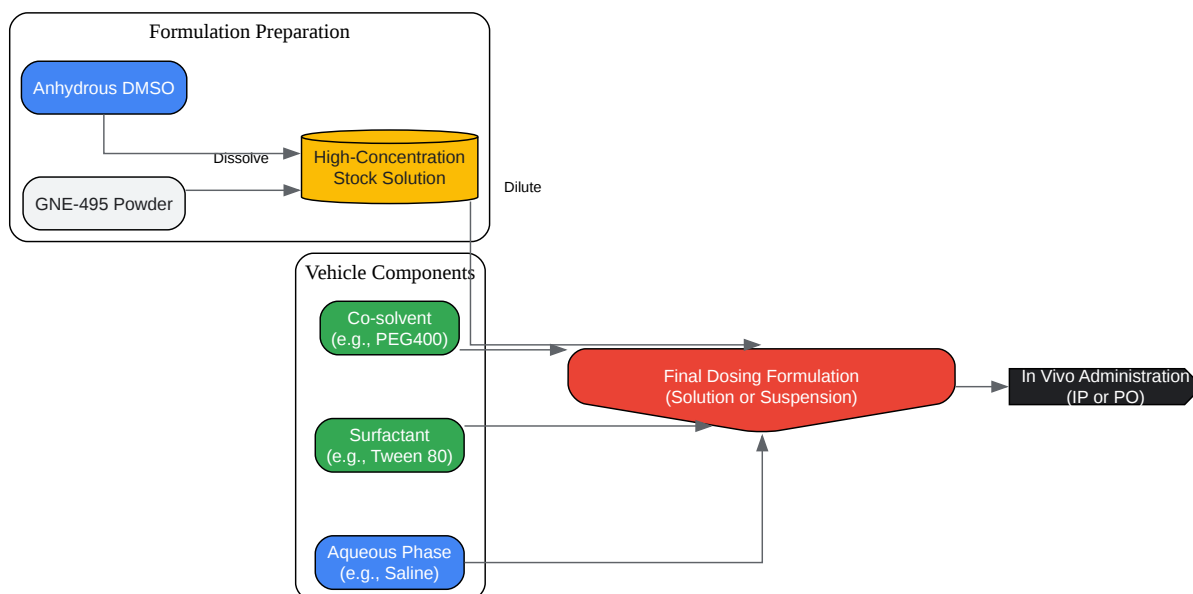 Formulation Preparation
Anhydrous DMSO
Dissolve
High-Concentration
Stock Solution
GNE-495 Powder
Dilute
Vehicle Components
Co-solvent
(e.g., PEG400)
Final Dosing Formulation
(Solution or Suspension)
In Vivo Administration
(IP or PO)
Surfactant
(e.g., Tween 80)
Aqueous Phase
(e.g., Saline)